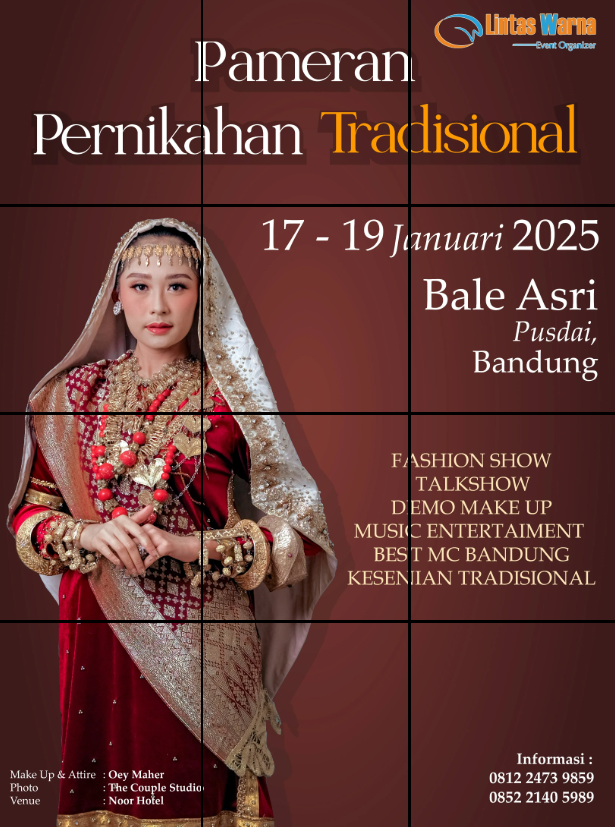 Lintas Warna
Event Organizer
Pameran
Pernikahan Tradisional
17 - 19 Januari 2025
Bale Asri
Pusdai,
Bandung
FASHION SHOW
TALKSHOW
DEMO MAKE UP
MUSIC ENTERTAIMENT
BEST MC BANDUNG
KESENIAN TRADISIONAL
Make Up & Attire : Oey Maher
Photo : The Couple Studio
Venue : Noor Hotel
Informasi :
0812 2473 9859
0852 2140 5989